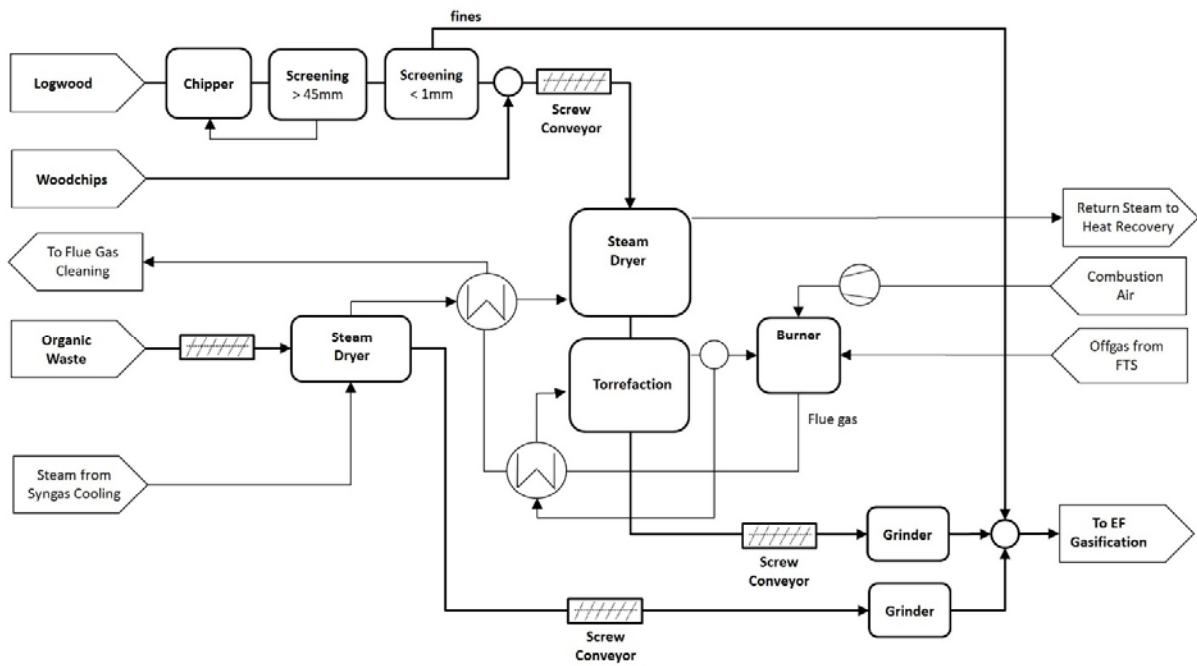 fines
Logwood
Chipper
Screening
> 45mm
Screening
< 1mm
Screw
Conveyor
Woodchips
Return Steam to
Heat Recovery
Steam
Dryer
To Flue Gas
Cleaning
Combustion
Air
Organic
Waste
Steam
Dryer
Burner
Offgas from
FTS
Torrefaction
Flue gas
Steam from
Syngas Cooling
To EF
Gasification
Grinder
Screw
Conveyor
Grinder
Screw
Conveyor